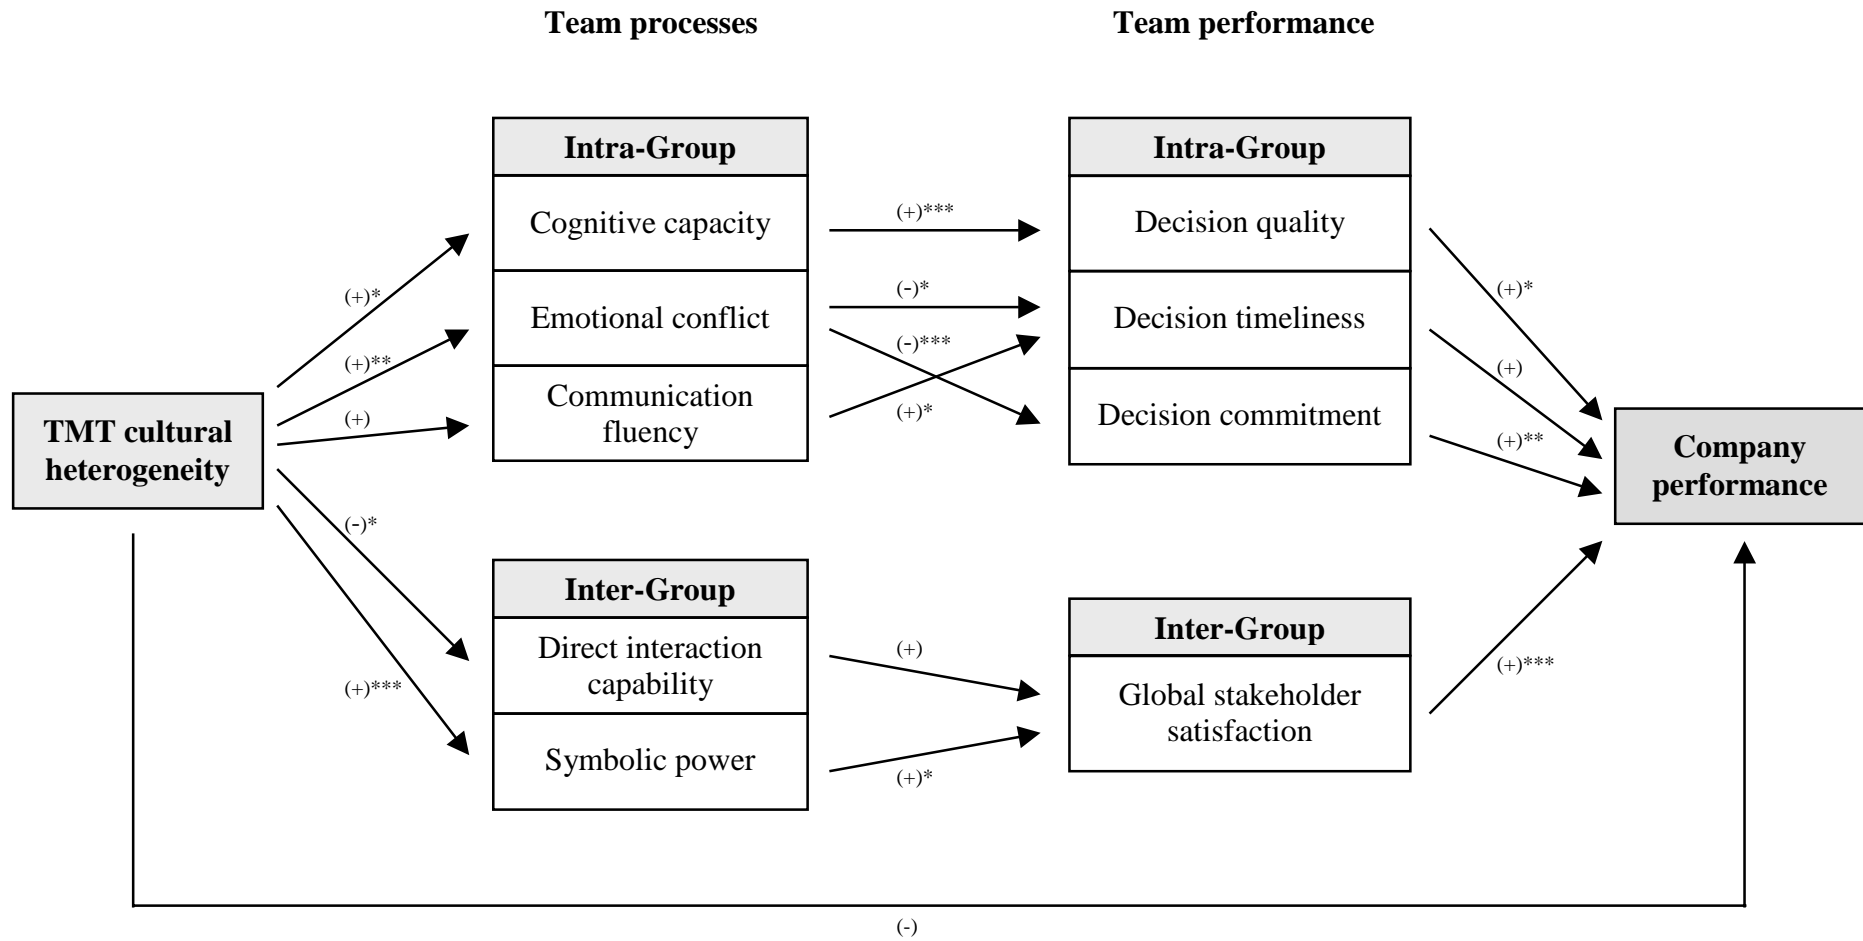 Team processes
Team performance
Intra-Group
Cognitive capacity
Emotional conflict
Communication
fluency
Intra-Group
Decision quality
Decision timeliness
Decision commitment
TMT cultural
heterogeneity
(+)*
(+)**
(+)
(-)*
(+)***
(+)***
(-)*
(-)***
(+)*
(+)*
(+)
(+)**
Company
performance
Inter-Group
Direct interaction
capability
Symbolic power
(+)
(+)*
Inter-Group
Global stakeholder
satisfaction
(+)***
(-)